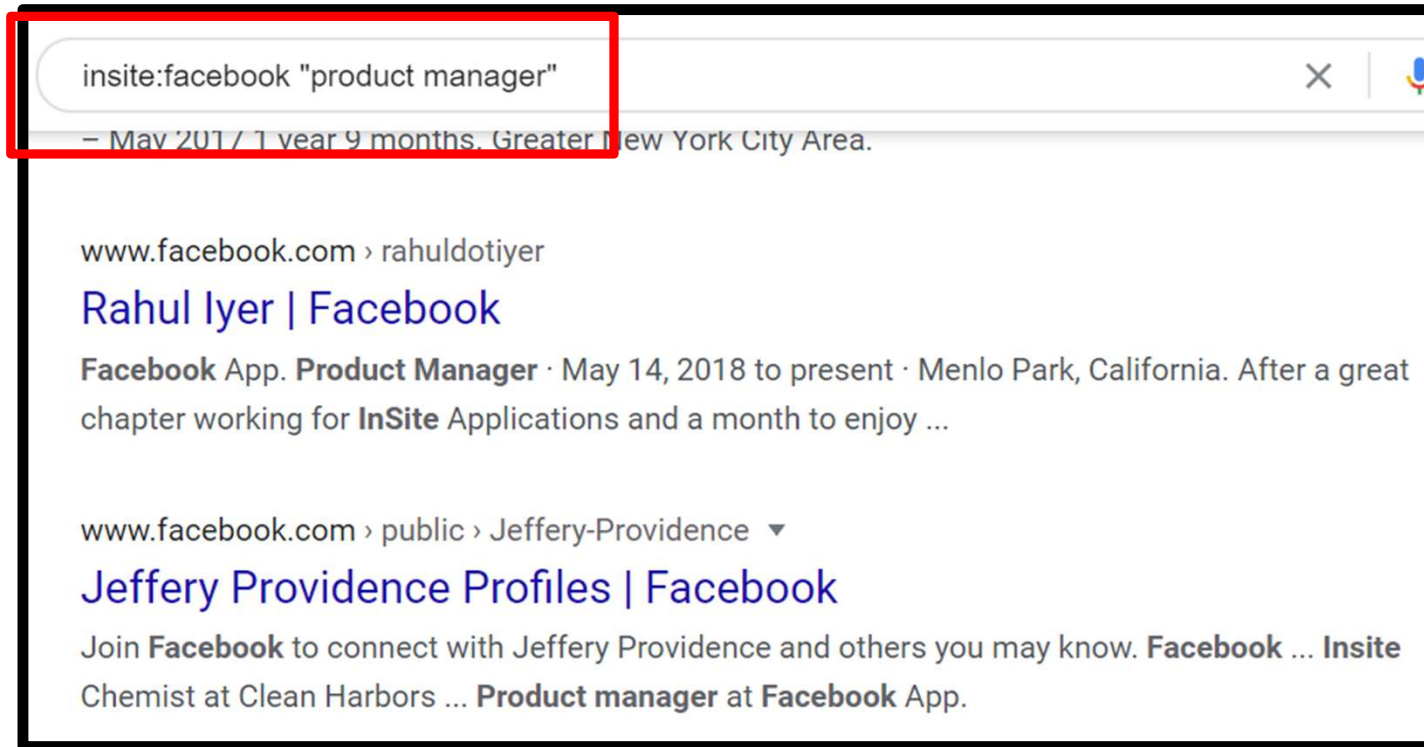 insite:facebook "product manager"
– May 2017 1 year 9 months. Greater New York City Area.
www.facebook.com › rahuldotiyer
Rahul Iyer | Facebook
Facebook App. Product Manager · May 14, 2018 to present · Menlo Park, California. After a great
chapter working for InSite Applications and a month to enjoy ...
www.facebook.com › public › Jeffery-Providence
Jeffery Providence Profiles | Facebook
Join Facebook to connect with Jeffery Providence and others you may know. Facebook ... Insite
Chemist at Clean Harbors ... Product manager at Facebook App.